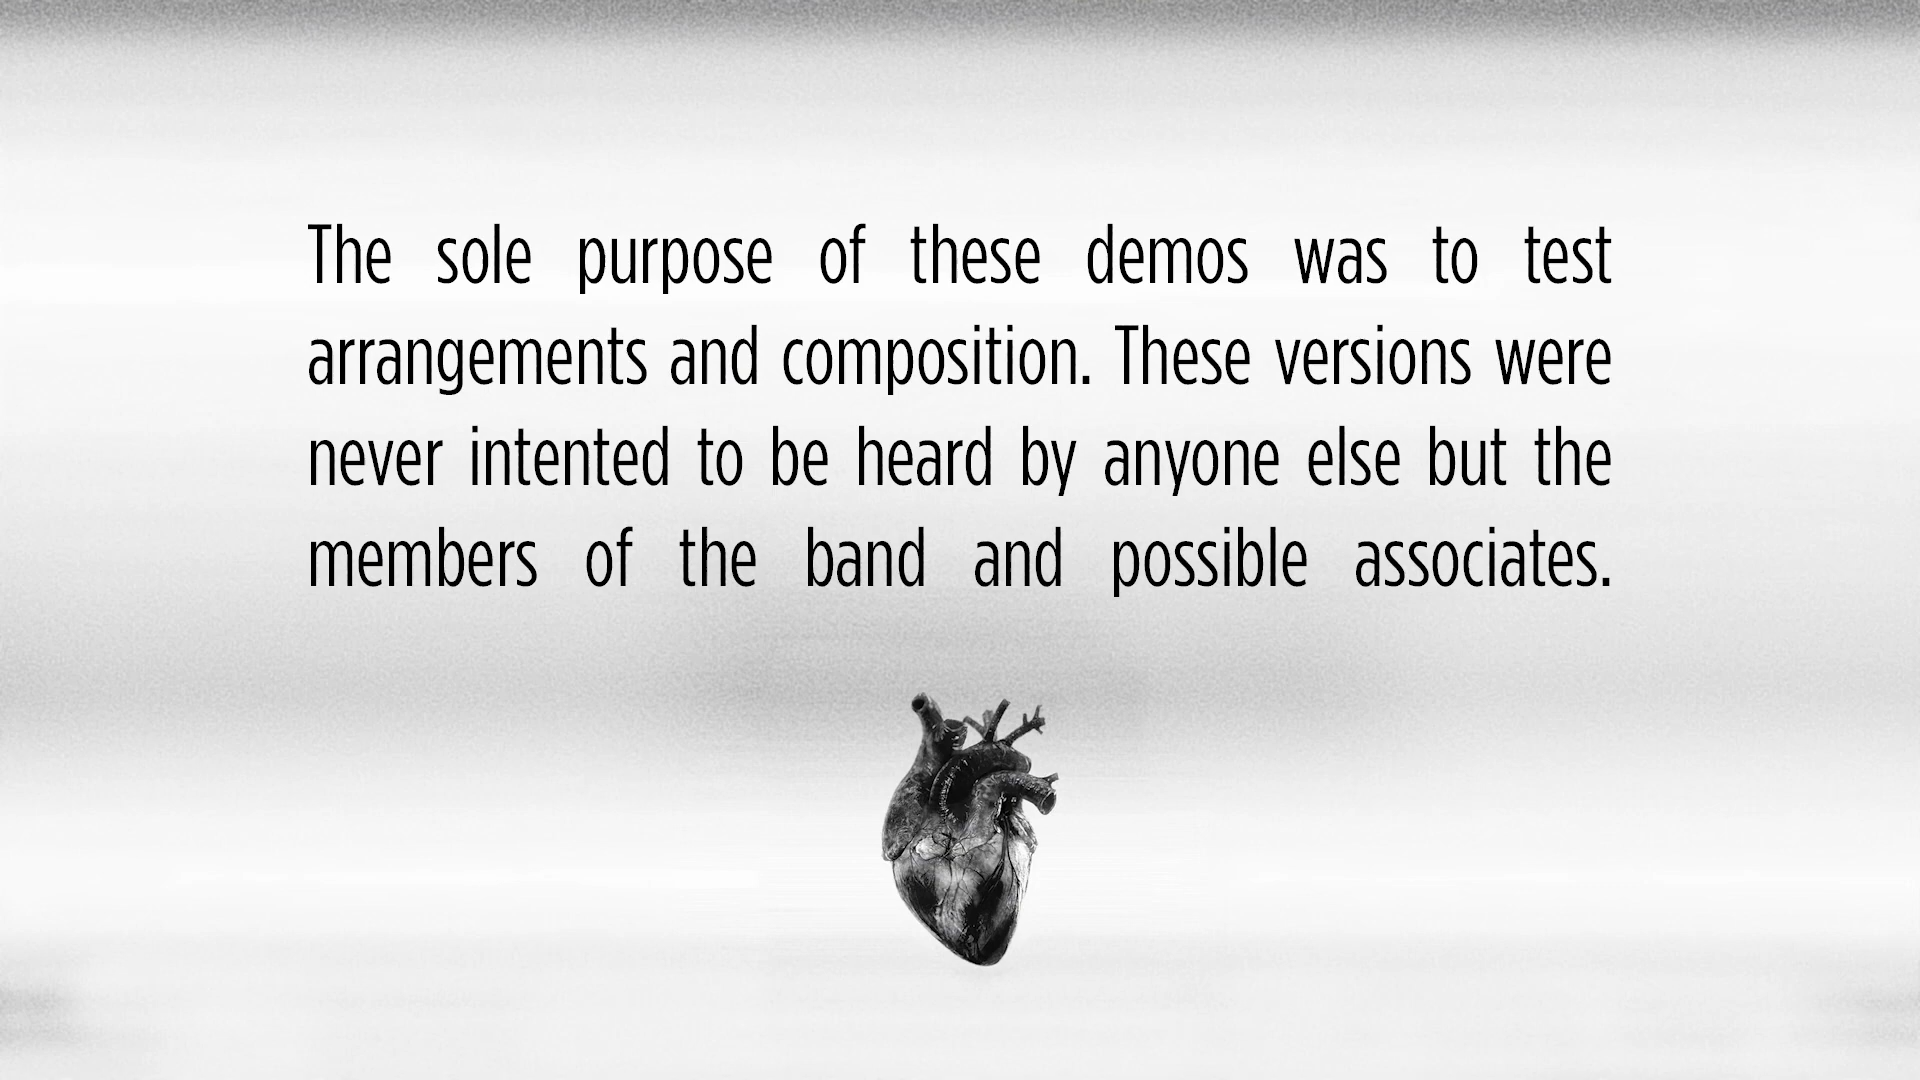 The sole purpose of these demos was to test
arrangements and composition. These versions were
never intented to be heard by anyone else but the
members of the band and possible associates.